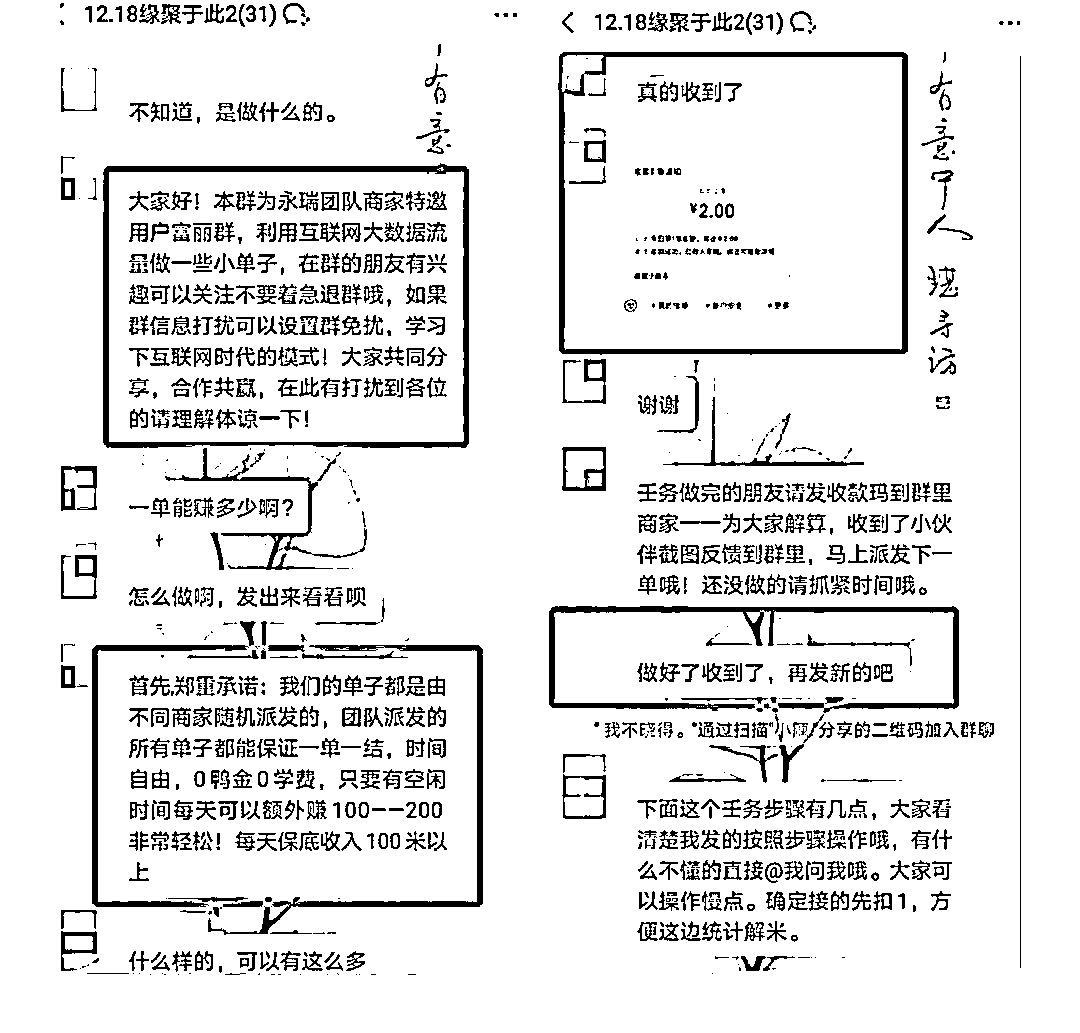 12.18缘聚于此2(31)
不知道，是做什么的。
大家好！本群为永瑞团队商家特邀
用户富丽群，利用互联网大数据流
量做一些小单子，在群的朋友有兴
趣可以关注不要着急退群哦，如果
群信息打扰可以设置群免扰，学习
下互联网时代的模式！大家共同分
享，合作共赢，在此有打扰到各位
的请理解体谅一下！
一单能赚多少啊？
怎么做啊，发出来看看呗
首先郑重承诺：我们的单子都是由
不同商家随机派发的，团队派发的
所有单子都能保证一单一结，时间
自由，0鸭金0学费，只要有空闲
时间每天可以额外赚100一一200
非常轻松！每天保底收入100米以
上
什么样的，可以有这么多
有意
12.18缘聚于此2(31)
真的收到了
¥2.00
谢谢
任务做完的朋友请发收款玛到群里
商家一一为大家解算，收到了小伙
伴截图反馈到群里，马上派发下一
单哦！还没做的请抓紧时间哦。
做好了收到了，再发新的吧
"我不晓得。"通过扫描"小 "分享的二维码加入群聊
下面这个任务步骤有几点，大家看
清楚我发的按照步骤操作哦，有什
么不懂的直接@我问我哦。大家可
以操作慢点。确定接的先扣1，方
便这边统计解米。
有意中人
寻访